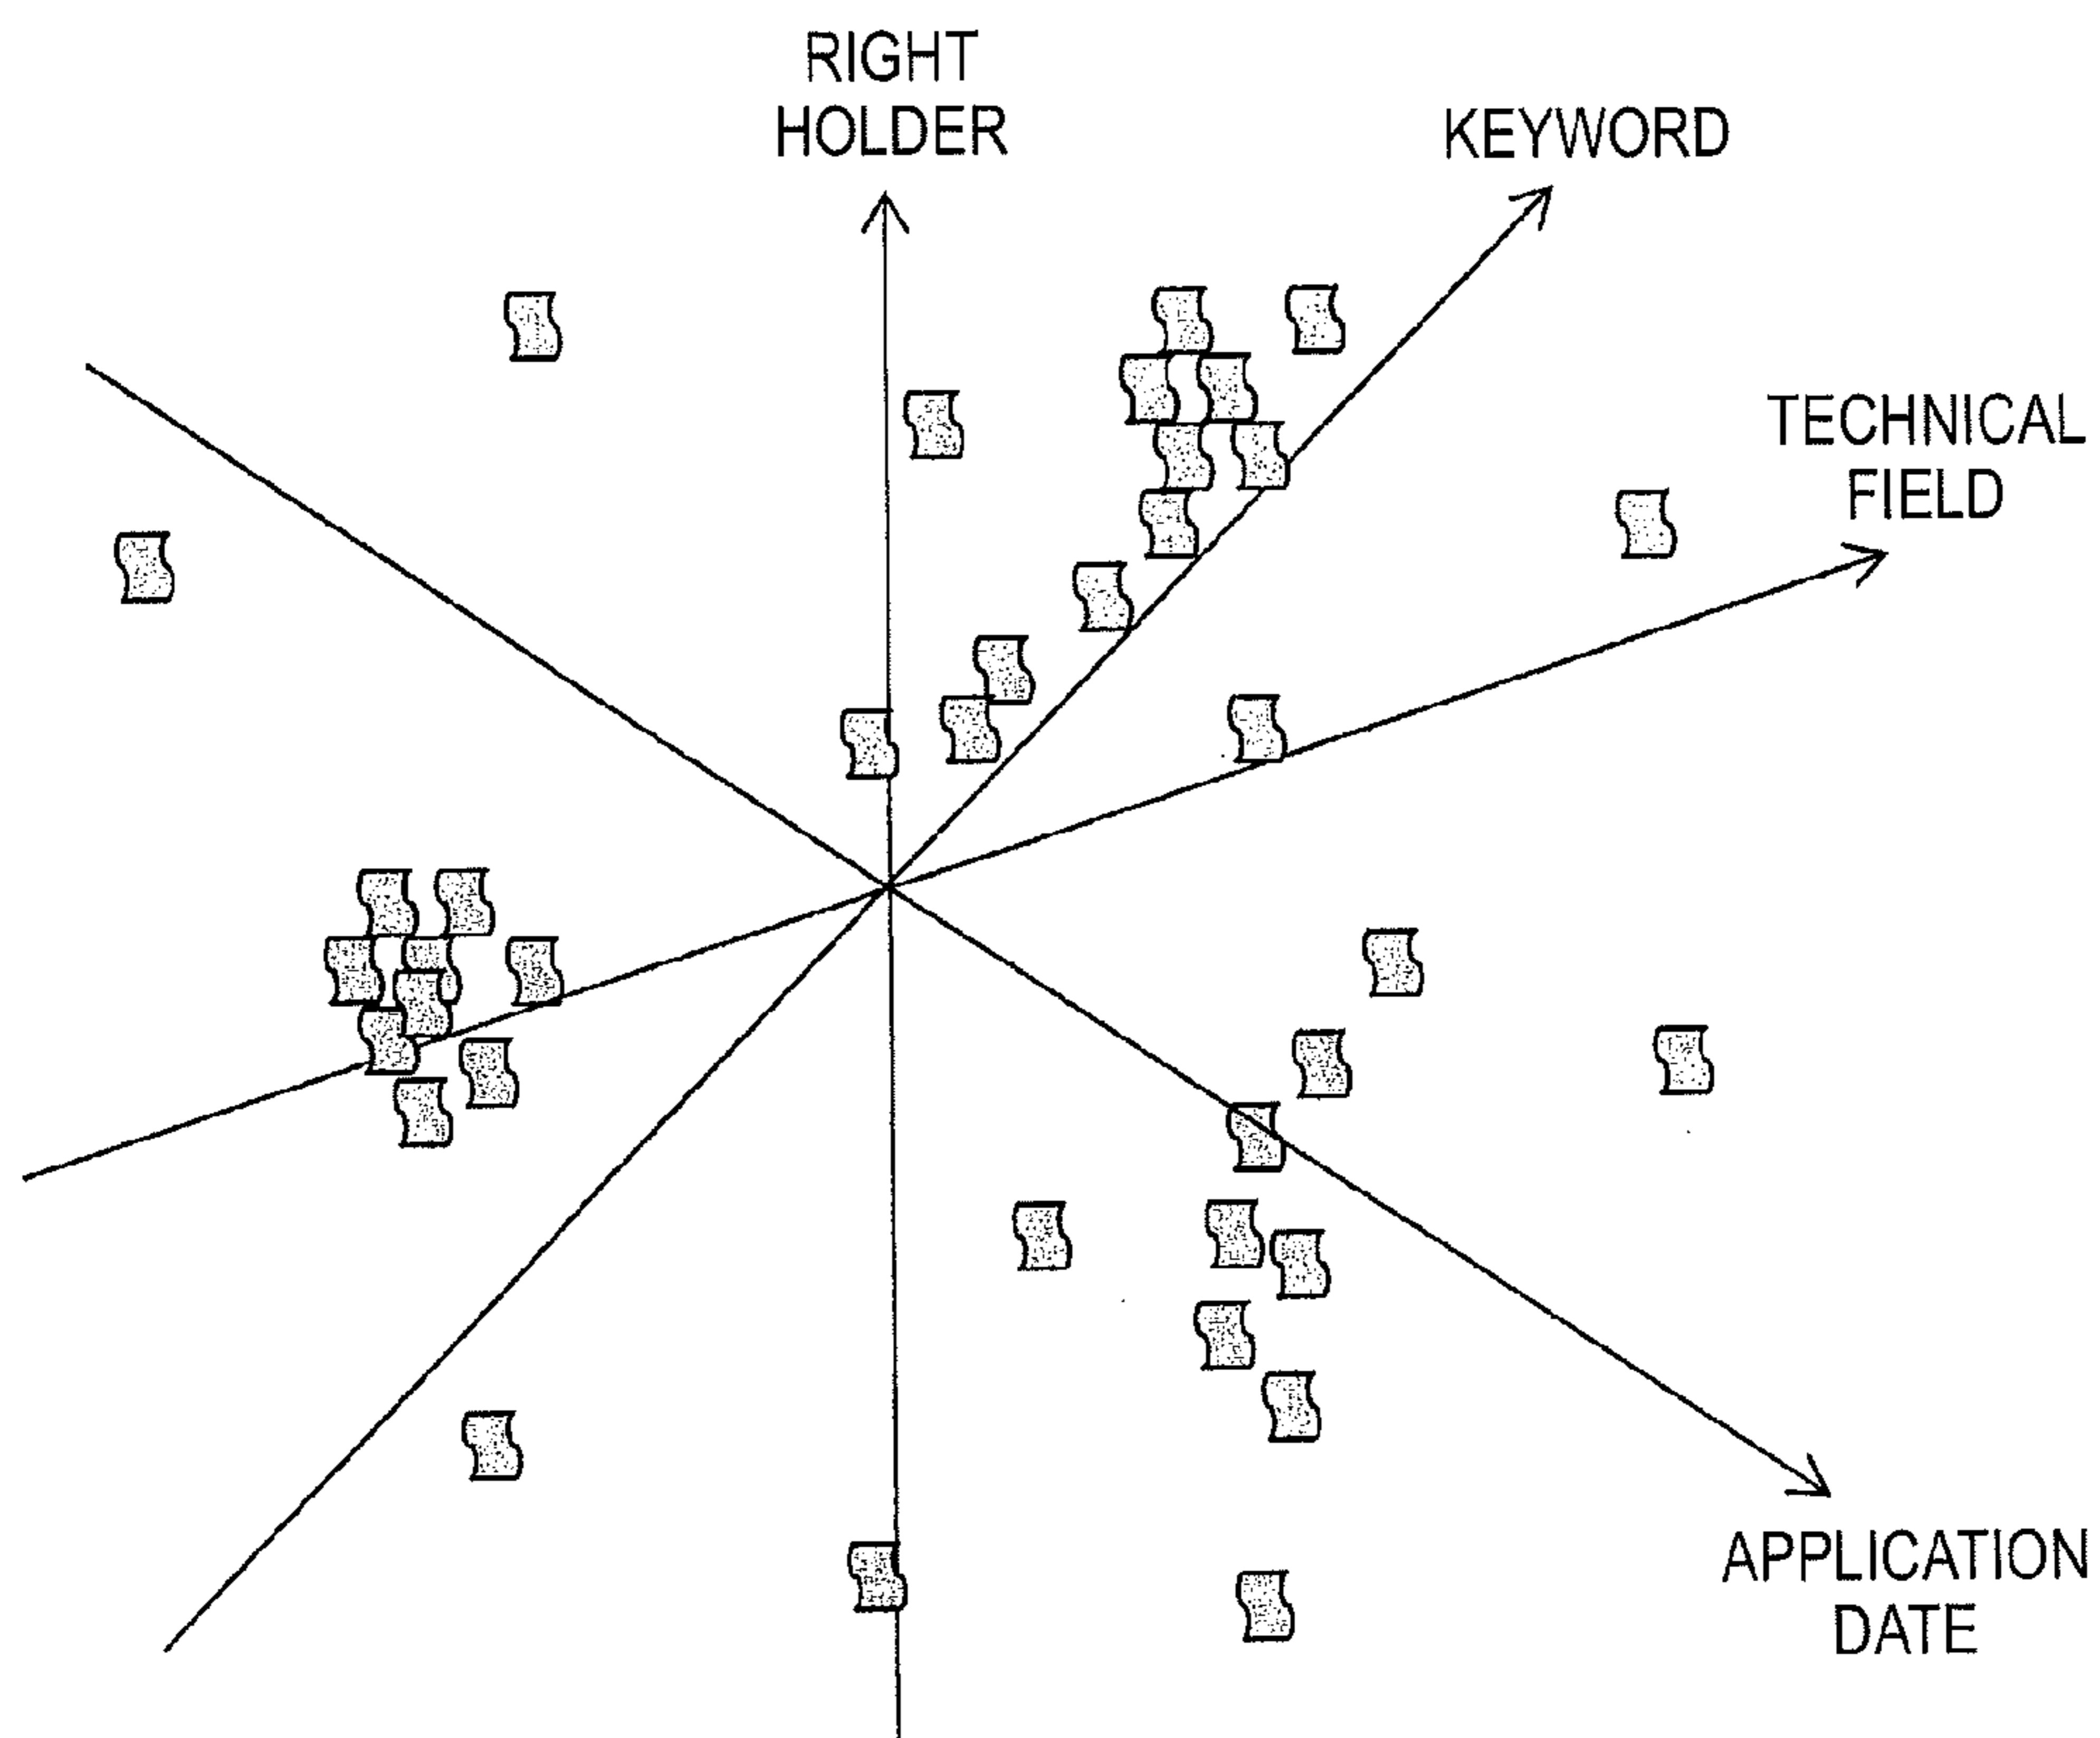 RIGHT
HOLDER
KEYWORD
TECHNICAL
FIELD
APPLICATION
DATE